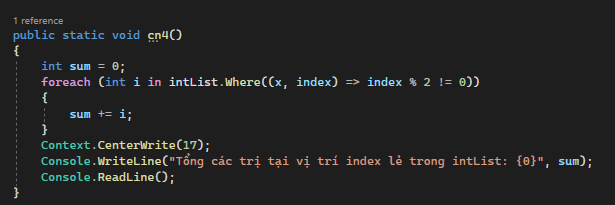 1 reference
public static void cn4()
{
int sum = 0;
foreach (int i in intList.Where((x, index) => index % 2 != 0))
{
sum += i;
}
Context.CenterWrite(17);
Console.WriteLine("Tổng các trị tại vị trí index lẻ trong intList: {0}", sum);
Console.ReadLine();
}